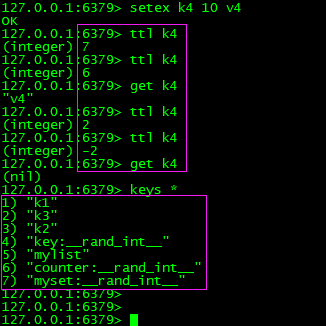 127.0.0.1:6379> setex k4 10 v4
OK
127.0.0.1:6379> ttl k4
(integer) 7
127.0.0.1:6379> ttl k4
(integer) 6
127.0.0.1:6379> get k4
"v4"
127.0.0.1:6379> ttl k4
(integer) 2
127.0.0.1:6379> ttl k4
(integer) -2
127.0.0.1:6379> get k4
(nil)
127.0.0.1:6379> keys *
1) "k1"
2) "k3"
3) "k2"
4) "key:__rand_int__"
5) "mylist"
6) "counter:__rand_int__"
7) "myset:__rand_int__"
127.0.0.1:6379>
127.0.0.1:6379>
127.0.0.1:6379>